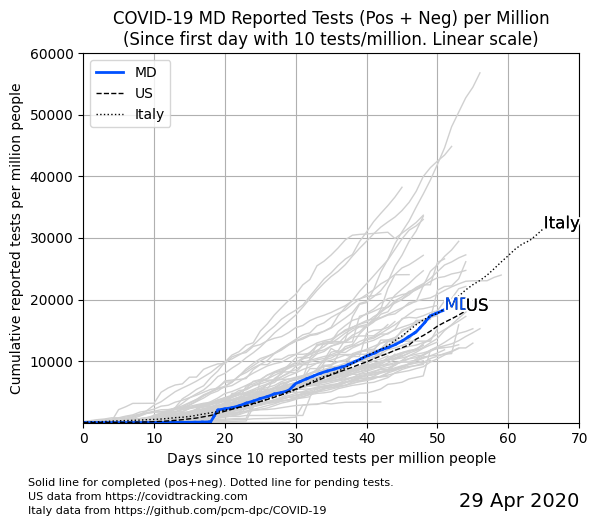 COVID-19 MD Reported Tests (Pos + Neg) per Million
(Since first day with 10 tests/million. Linear scale)
Cumulative reported tests per million people
60000
50000
40000
30000
20000
10000
MD
US
Italy
Italy
MD
US
0 10 20 30 40 50 60 70
Days since 10 reported tests per million people
Solid line for completed (pos+neg). Dotted line for pending tests.
US data from https://covidtracking.com
Italy data from https://github.com/pcm-dpc/COVID-19
29 Apr 2020